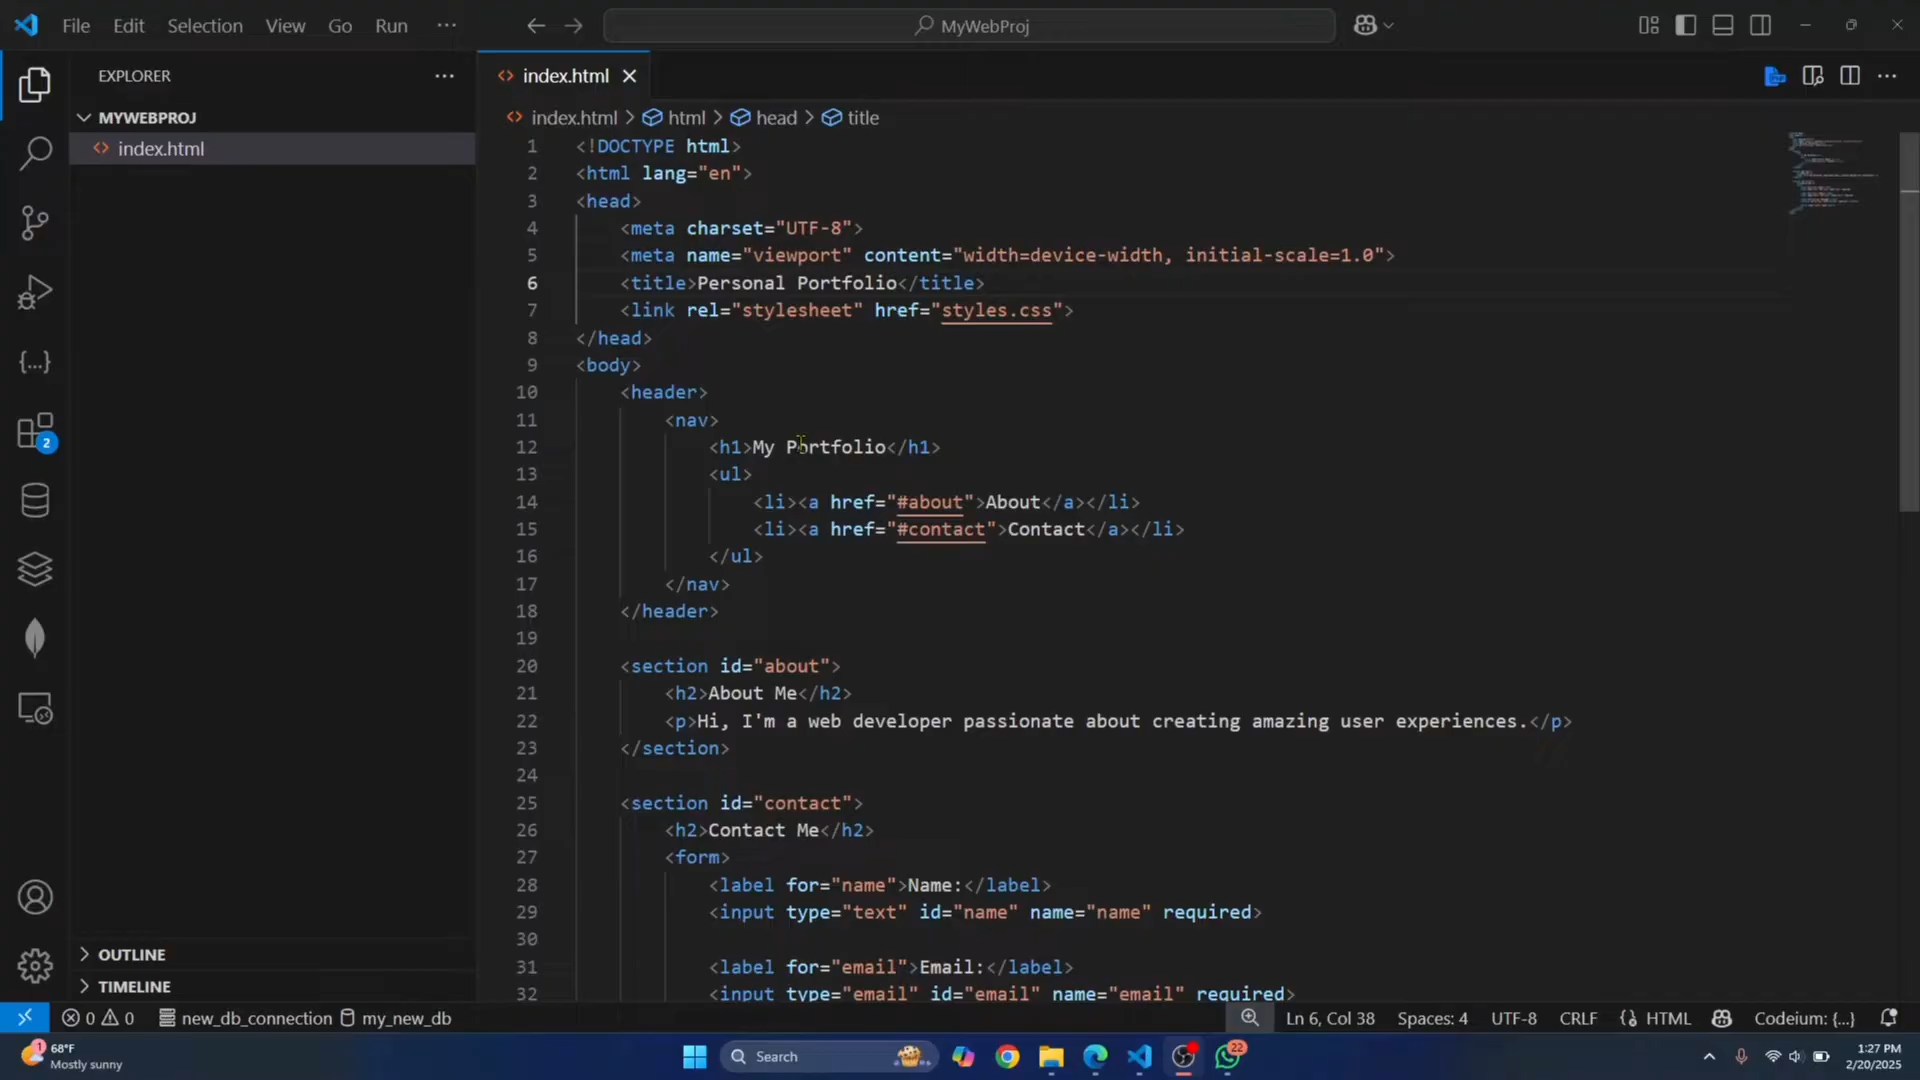 File Edit Selection View Go Run ···
MyWebProj
EXPLORER
MYWEBPROJ
index.html
index.html
index.html > html > head > title
1 <!DOCTYPE html>
2 <html lang="en">
3 <head>
4 <meta charset="UTF-8">
5 <meta name="viewport" content="width=device-width, initial-scale=1.0">
6 <title>Personal Portfolio</title>
7 <link rel="stylesheet" href="styles.css">
8 </head>
9 <body>
10 <header>
11 <nav>
12 <h1>My Portfolio</h1>
13 <ul>
14 <li><a href="#about">About</a></li>
15 <li><a href="#contact">Contact</a></li>
16 </ul>
17 </nav>
18 </header>
19
20 <section id="about">
21 <h2>About Me</h2>
22 <p>Hi, I'm a web developer passionate about creating amazing user experiences.</p>
23 </section>
24
25 <section id="contact">
26 <h2>Contact Me</h2>
27 <form>
28 <label for="name">Name:</label>
29 <input type="text" id="name" name="name" required>
30
31 <label for="email">Email:</label>
32 <input type="email" id="email" name="email" required>
2
OUTLINE
TIMELINE
0 0 new_db_connection my_new_db
Ln 6, Col 38 Spaces: 4 UTF-8 CRLF HTML Codeium: {...}
1 68°F
Mostly sunny
Search
22
1:27 PM
2/20/2025